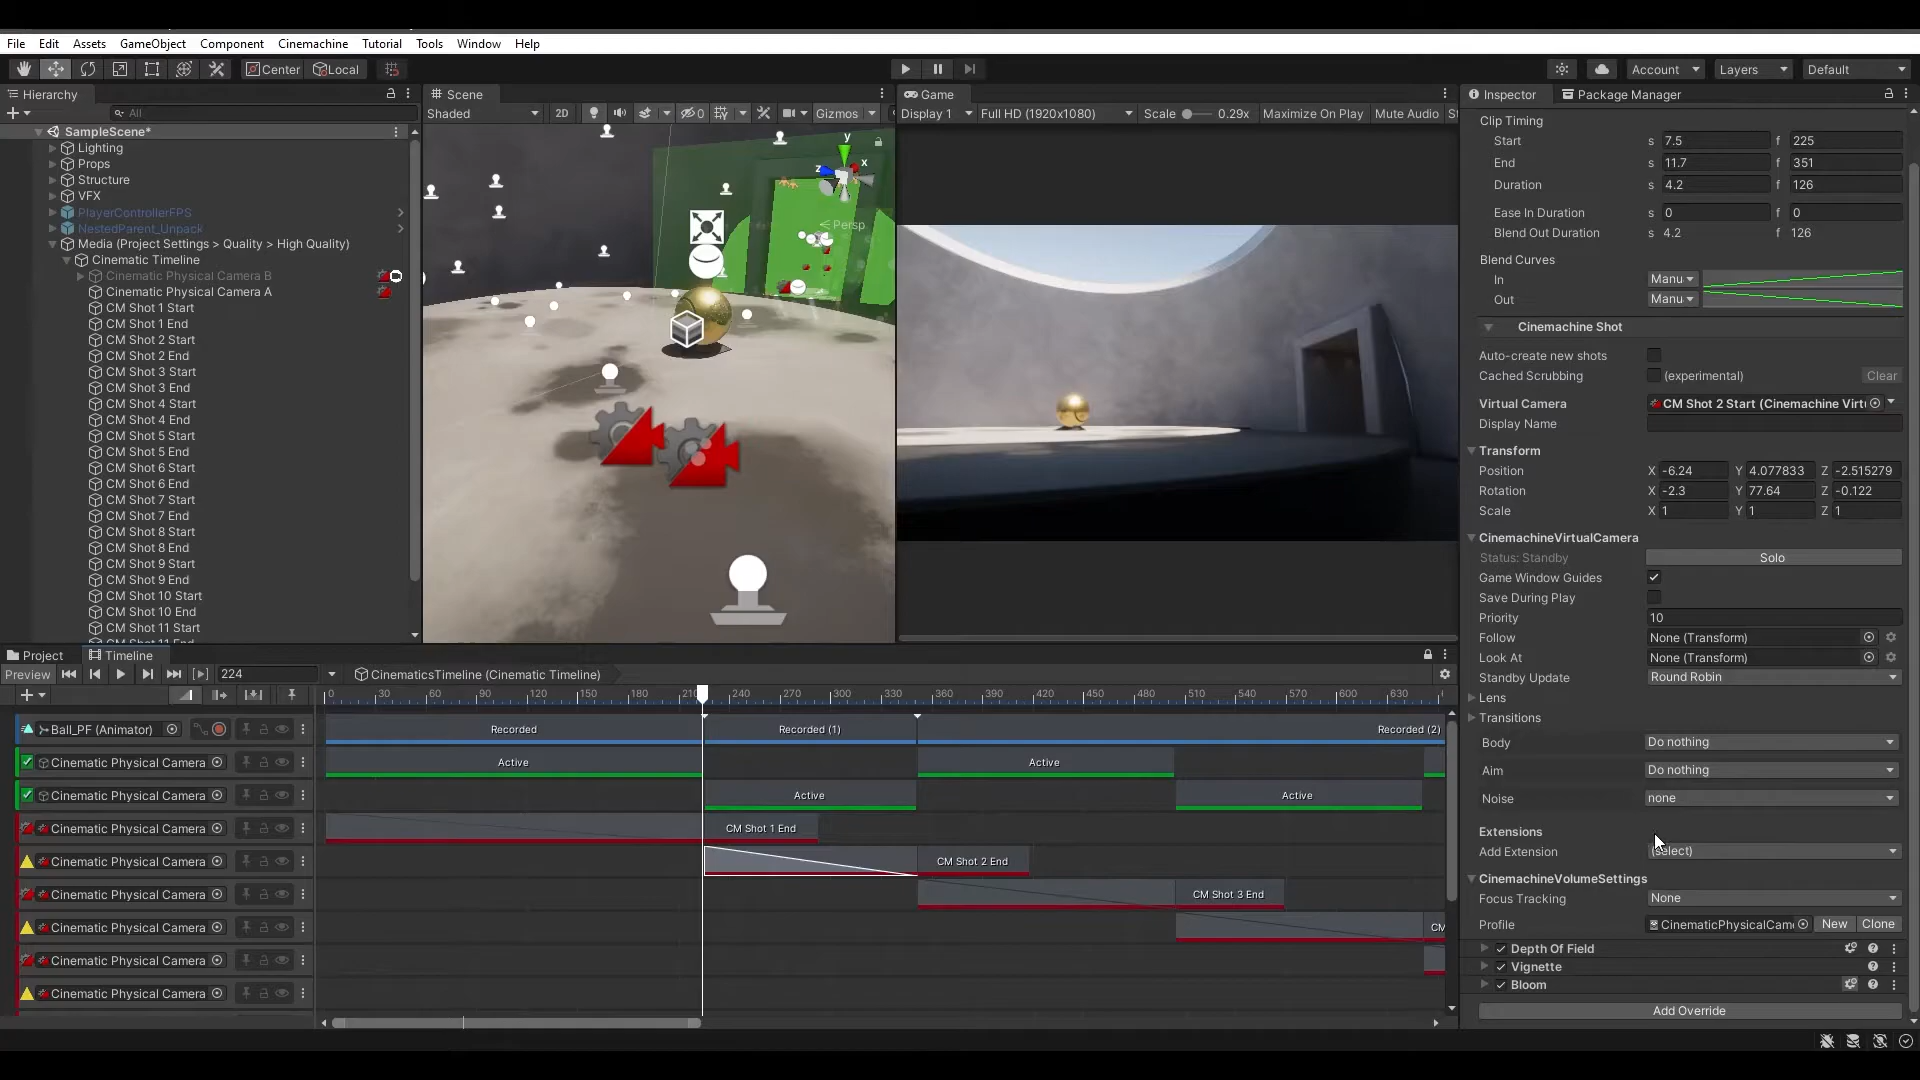 File Edit Assets GameObject Component Cinemachine Tutorial Tools Window Help
Center Local Account Layers Default
Hierarchy Scene Game Inspector Package Manager
All Shaded 2D 0 Gizmos Display 1 Full HD (1920x1080) Scale 0.29x Maximize On Play Mute Audio St
SampleScene*
Lighting
Props
Structure
VFX
PlayerControllerFPS
NestedParent_Unpack
Media (Project Settings > Quality > High Quality)
Cinematic Timeline
Cinematic Physical Camera B
Cinematic Physical Camera A
CM Shot 1 Start
CM Shot 1 End
CM Shot 2 Start
CM Shot 2 End
CM Shot 3 Start
CM Shot 3 End
CM Shot 4 Start
CM Shot 4 End
CM Shot 5 Start
CM Shot 5 End
CM Shot 6 Start
CM Shot 6 End
CM Shot 7 Start
CM Shot 7 End
CM Shot 8 Start
CM Shot 8 End
CM Shot 9 Start
CM Shot 9 End
CM Shot 10 Start
CM Shot 10 End
CM Shot 11 Start
y
x
z
Persp
Clip Timing
Start s 7.5 f 225
End s 11.7 f 351
Duration s 4.2 f 126
Ease In Duration s 0 f 0
Blend Out Duration s 4.2 f 126
Blend Curves
In Manu
Out Manu
Cinemachine Shot
Auto-create new shots
Cached Scrubbing (experimental) Clear
Virtual Camera CM Shot 2 Start (Cinemachine Virtu
Display Name
Transform
Position X -6.24 Y 4.077833 Z -2.515279
Rotation X -2.3 Y 77.64 Z -0.122
Scale X 1 Y 1 Z 1
CinemachineVirtualCamera
Status: Standby Solo
Game Window Guides
Save During Play
Priority 10
Follow None (Transform)
Look At None (Transform)
Standby Update Round Robin
Lens
Transitions
Body Do nothing
Aim Do nothing
Noise none
Extensions
Add Extension (select)
CinemachineVolumeSettings
Focus Tracking None
Profile CinematicPhysicalCam New Clone
Depth Of Field
Vignette
Bloom
Add Override
Project Timeline
Preview 224 CinematicsTimeline (Cinematic Timeline)
0 30 60 90 120 150 180 210 240 270 300 330 360 390 420 450 480 510 540 570 600 630
Ball_PF (Animator) Recorded Recorded (1) Recorded (2)
Cinematic Physical Camera Active Active
Cinematic Physical Camera Active Active
Cinematic Physical Camera CM Shot 1 End
Cinematic Physical Camera CM Shot 2 End
Cinematic Physical Camera CM Shot 3 End
Cinematic Physical Camera CM
Cinematic Physical Camera
Cinematic Physical Camera